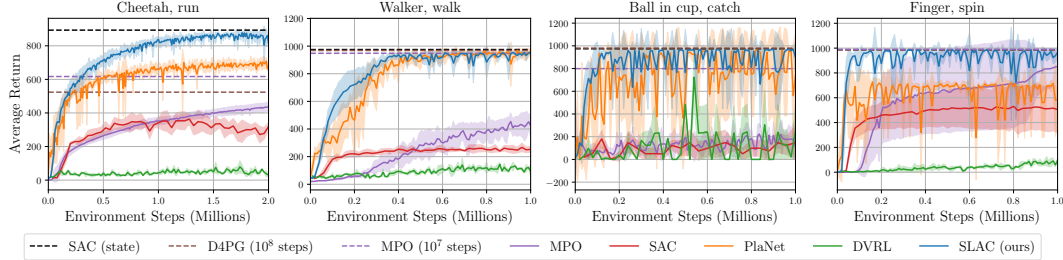 Cheetah, run
Walker, walk
Ball in cup, catch
Finger, spin
Average Return
800
600
400
200
0
0.0 0.5 1.0 1.5 2.0
Environment Steps (Millions)
1200
1000
800
600
400
200
0
0.0 0.2 0.4 0.6 0.8 1.0
Environment Steps (Millions)
1200
1000
800
600
400
200
0
−200
0.0 0.2 0.4 0.6 0.8 1.0
Environment Steps (Millions)
1200
1000
800
600
400
200
0
0.0 0.2 0.4 0.6 0.8 1.0
Environment Steps (Millions)
SAC (state) D4PG (10⁸ steps) MPO (10⁷ steps) MPO SAC PlaNet DVRL SLAC (ours)